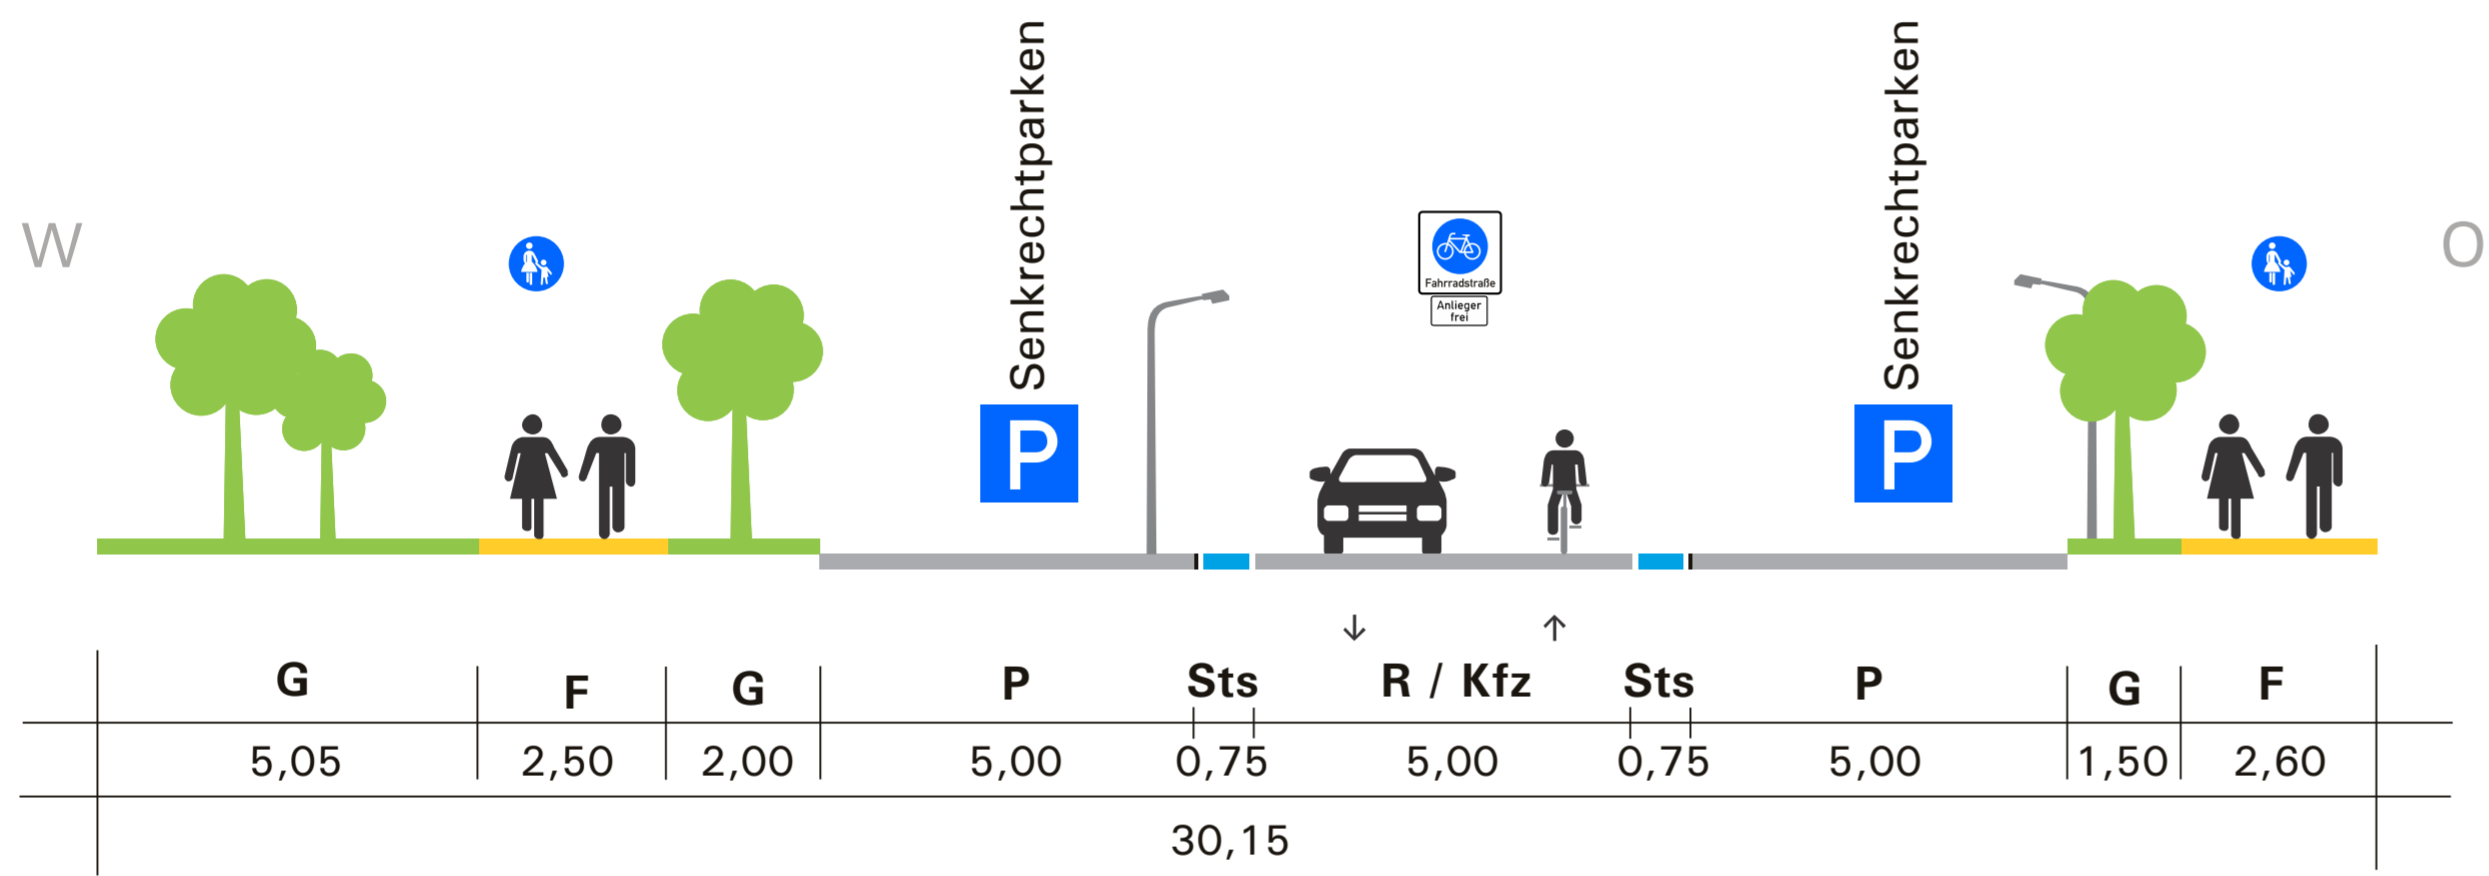 Senkrechtparken
Senkrechtparken
W
O
Fahrradstraße
Anlieger
frei
P
P
↓ ↑
G F G P Sts R / Kfz Sts P G F
5,05 2,50 2,00 5,00 0,75 5,00 0,75 5,00 1,50 2,60
30,15